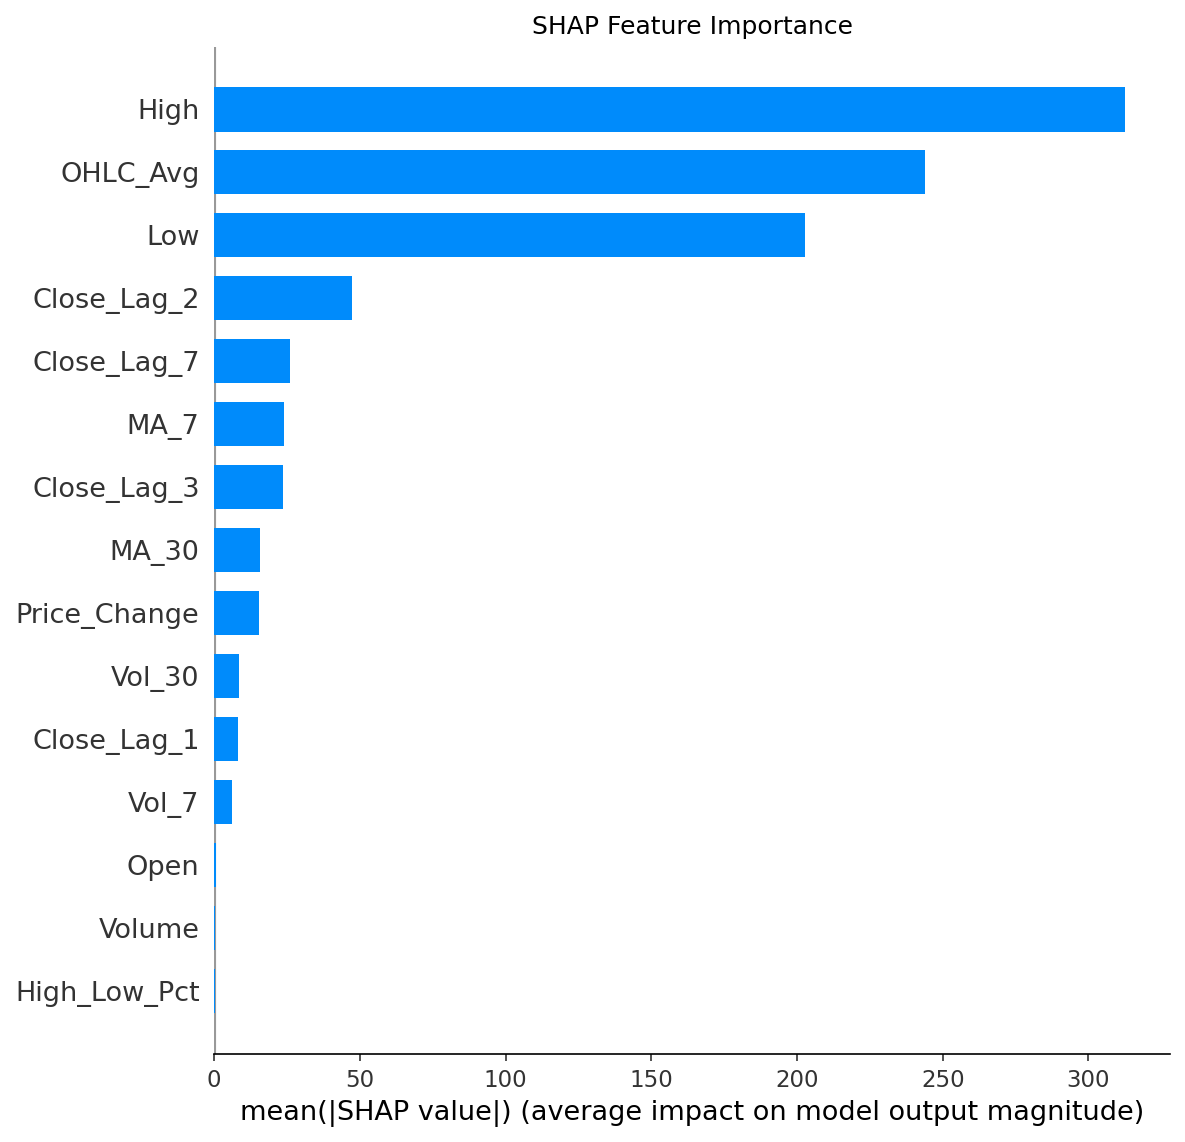 SHAP Feature Importance
High
OHLC_Avg
Low
Close_Lag_2
Close_Lag_7
MA_7
Close_Lag_3
MA_30
Price_Change
Vol_30
Close_Lag_1
Vol_7
Open
Volume
High_Low_Pct
0 50 100 150 200 250 300
mean(|SHAP value|) (average impact on model output magnitude)